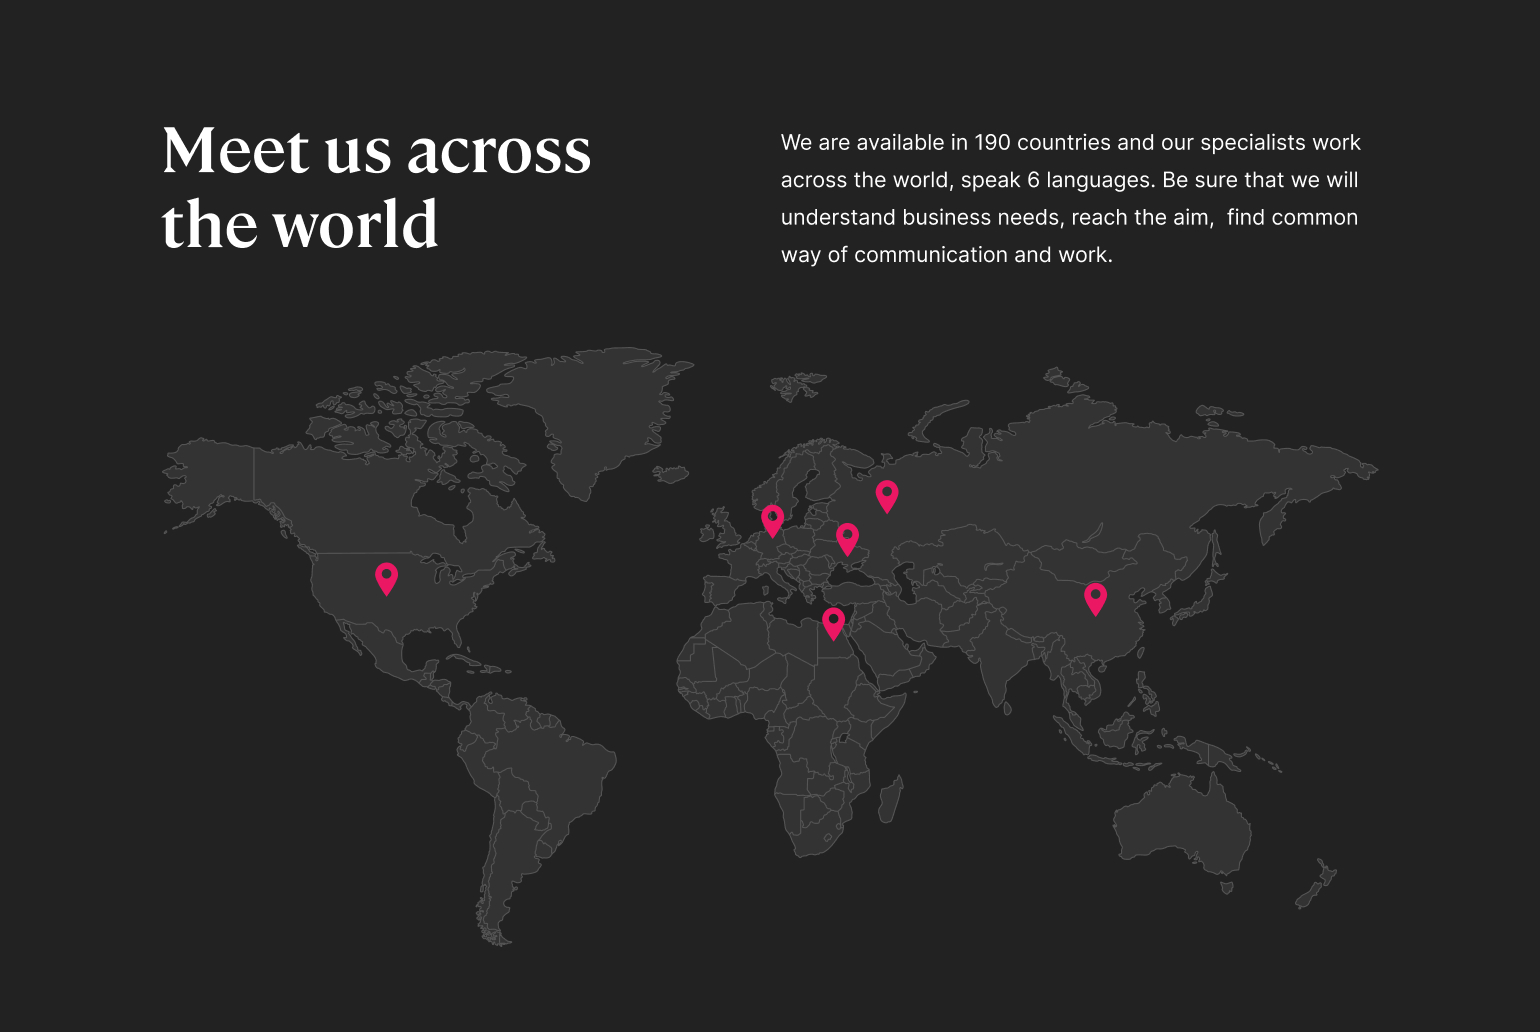 Meet us across
the world
We are available in 190 countries and our specialists work
across the world, speak 6 languages. Be sure that we will
understand business needs, reach the aim,  find common
way of communication and work.